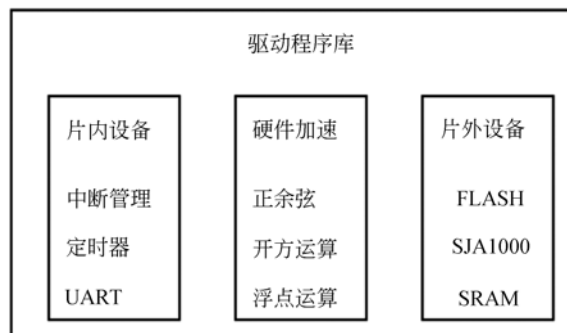 驱动程序库
片内设备
中断管理
定时器
UART
硬件加速
正余弦
开方运算
浮点运算
片外设备
FLASH
SJA1000
SRAM